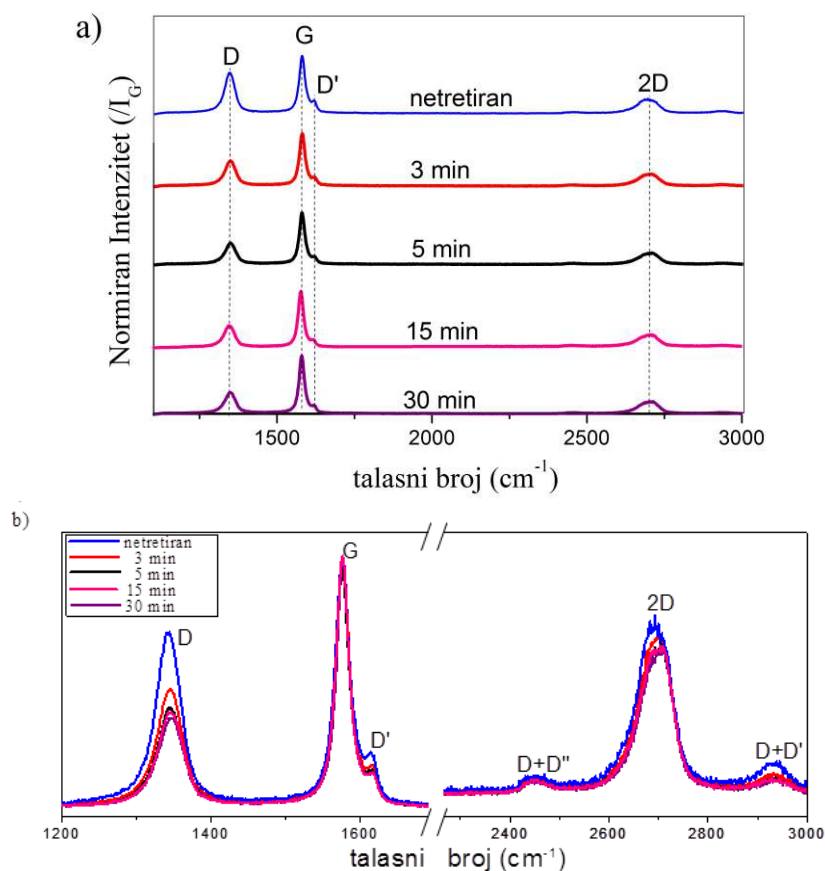 a)
Normiran Intenzitet (/I_G)
D
G
D'
2D
netretiran
3 min
5 min
15 min
30 min
1500
2000
2500
3000
talasni broj (cm⁻¹)
b)
netretiran
3 min
5 min
15 min
30 min
D
G
D'
D+D''
2D
D+D'
1200
1400
1600
2400
2600
2800
3000
talasni broj (cm⁻¹)